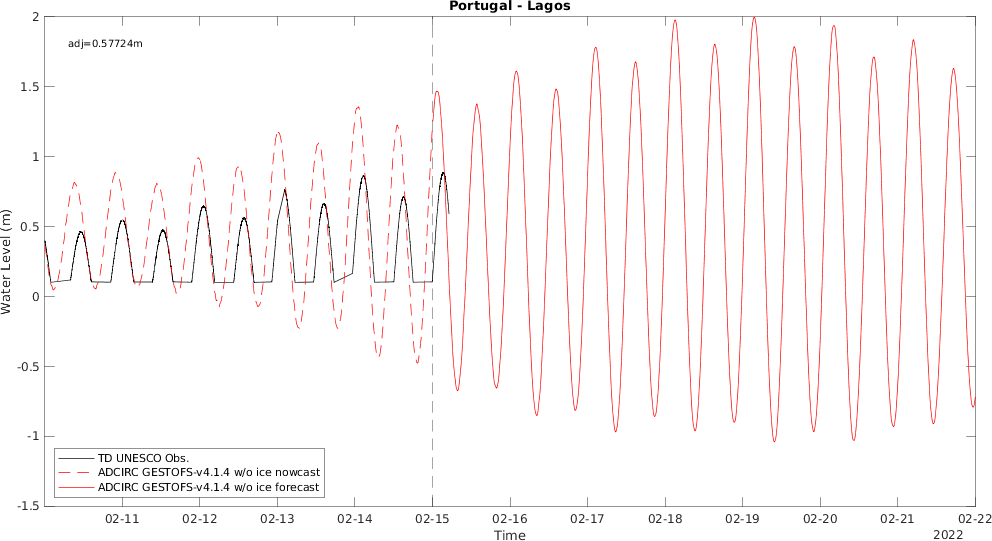 Portugal - Lagos
adj=0.57724m
2
1.5
1
0.5
0
-0.5
-1
-1.5
Water Level (m)
TD UNESCO Obs.
ADCIRC GESTOFS-v4.1.4 w/o ice nowcast
ADCIRC GESTOFS-v4.1.4 w/o ice forecast
02-11 02-12 02-13 02-14 02-15 02-16 02-17 02-18 02-19 02-20 02-21 02-22
Time
2022